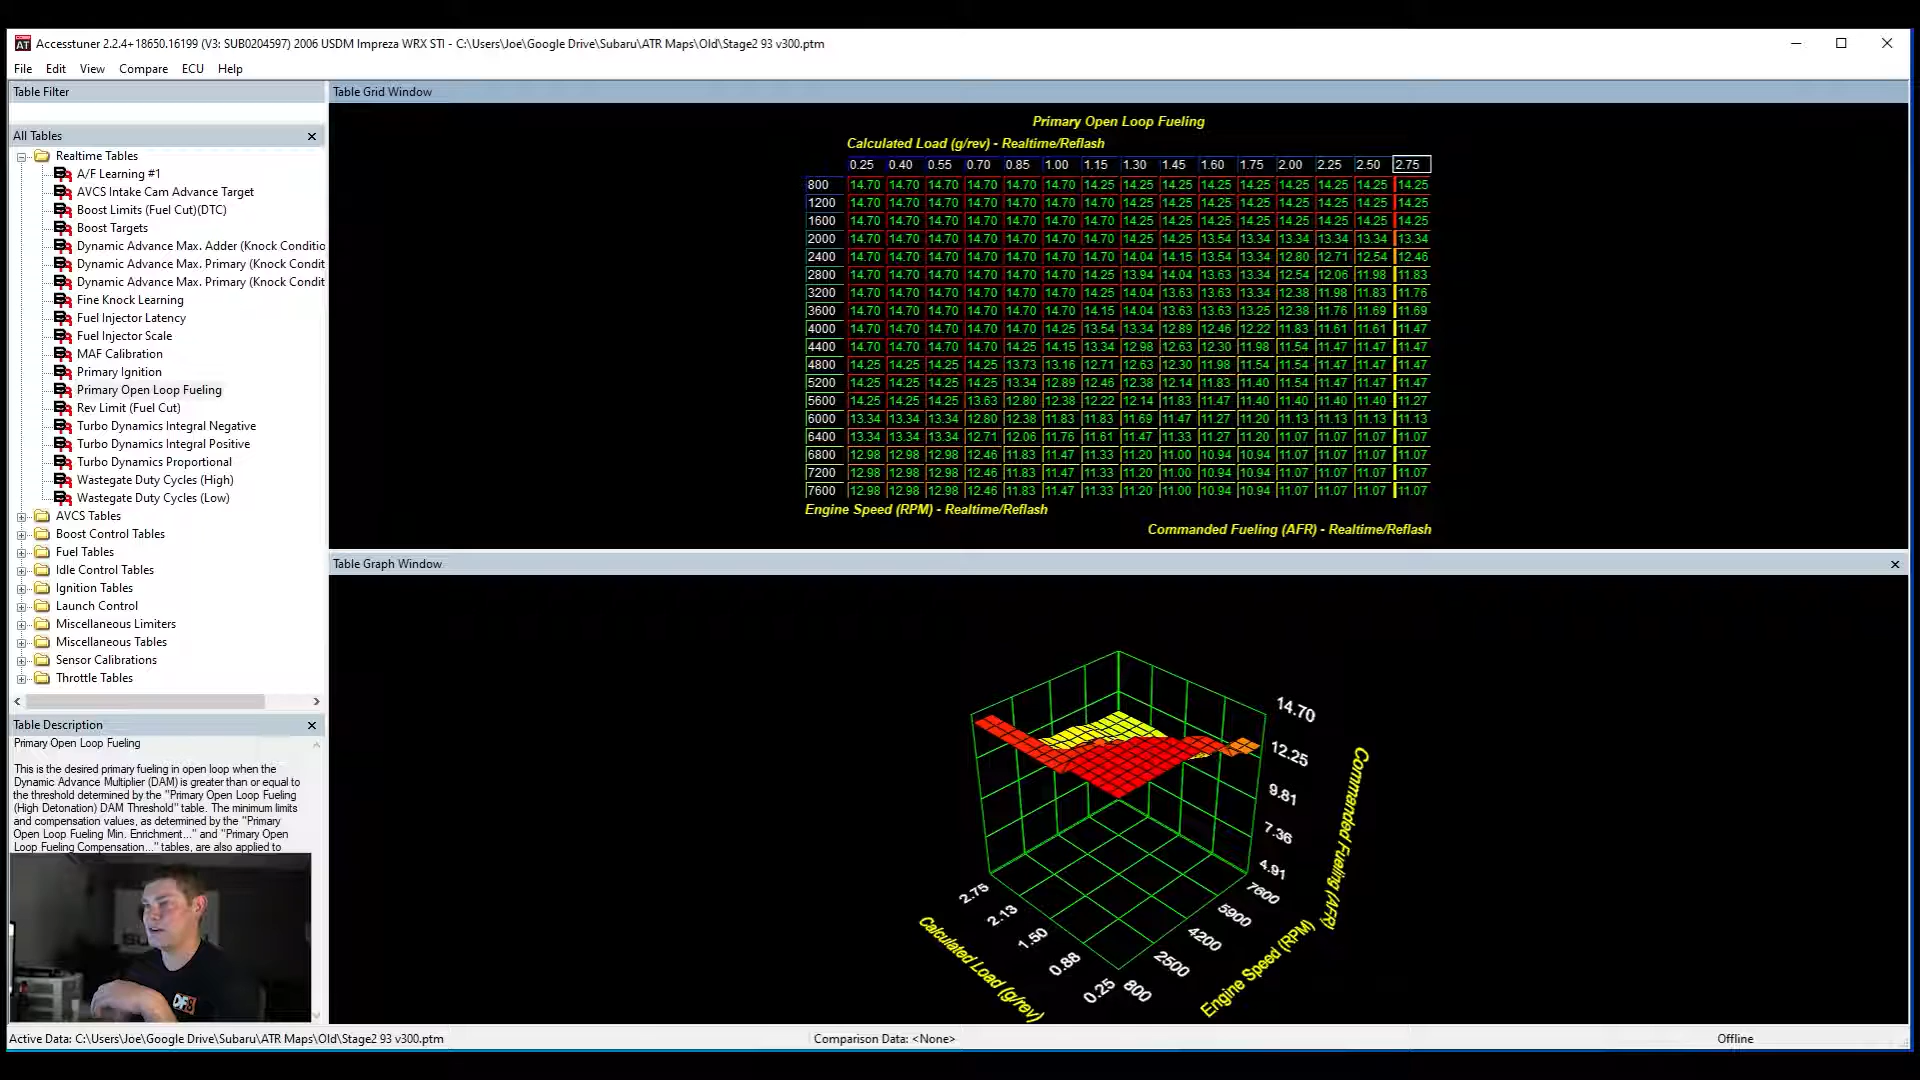 Accesstuner 2.2.4+18650.16199 (V3: SUB0204597) 2006 USDM Impreza WRX STI - C:\Users\Joe\Google Drive\Subaru\ATR Maps\Old\Stage2 93 v300.ptm
File Edit View Compare ECU Help
Table Filter
All Tables
Realtime Tables
A/F Learning #1
AVCS Intake Cam Advance Target
Boost Limits (Fuel Cut)(DTC)
Boost Targets
Dynamic Advance Max. Adder (Knock Conditio
Dynamic Advance Max. Primary (Knock Condit
Dynamic Advance Max. Primary (Knock Condit
Fine Knock Learning
Fuel Injector Latency
Fuel Injector Scale
MAF Calibration
Primary Ignition
Primary Open Loop Fueling
Rev Limit (Fuel Cut)
Turbo Dynamics Integral Negative
Turbo Dynamics Integral Positive
Turbo Dynamics Proportional
Wastegate Duty Cycles (High)
Wastegate Duty Cycles (Low)
AVCS Tables
Boost Control Tables
Fuel Tables
Idle Control Tables
Ignition Tables
Launch Control
Miscellaneous Limiters
Miscellaneous Tables
Sensor Calibrations
Throttle Tables
Table Description
Primary Open Loop Fueling
This is the desired primary fueling in open loop when the
Dynamic Advance Multiplier (DAM) is greater than or equal to
the threshold determined by the "Primary Open Loop Fueling
(High Detonation) DAM Threshold" table. The minimum limits
and compensation values, as determined by the "Primary
Open Loop Fueling Min. Enrichment..." and "Primary Open
Loop Fueling Compensation..." tables, are also applied to
DF8
Table Grid Window
Primary Open Loop Fueling
Calculated Load (g/rev) - Realtime/Reflash
0.25 0.40 0.55 0.70 0.85 1.00 1.15 1.30 1.45 1.60 1.75 2.00 2.25 2.50 2.75
800 14.70 14.70 14.70 14.70 14.70 14.70 14.25 14.25 14.25 14.25 14.25 14.25 14.25 14.25 14.25
1200 14.70 14.70 14.70 14.70 14.70 14.70 14.70 14.25 14.25 14.25 14.25 14.25 14.25 14.25 14.25
1600 14.70 14.70 14.70 14.70 14.70 14.70 14.70 14.25 14.25 14.25 14.25 14.25 14.25 14.25 14.25
2000 14.70 14.70 14.70 14.70 14.70 14.70 14.70 14.25 14.25 13.54 13.34 13.34 13.34 13.34 13.34
2400 14.70 14.70 14.70 14.70 14.70 14.70 14.70 14.04 14.15 13.54 13.34 12.80 12.71 12.54 12.46
2800 14.70 14.70 14.70 14.70 14.70 14.70 14.25 13.94 14.04 13.63 13.34 12.54 12.06 11.98 11.83
3200 14.70 14.70 14.70 14.70 14.70 14.70 14.25 14.04 13.63 13.63 13.34 12.38 11.98 11.83 11.76
3600 14.70 14.70 14.70 14.70 14.70 14.70 14.15 14.04 13.63 13.63 13.25 12.38 11.76 11.69 11.69
4000 14.70 14.70 14.70 14.70 14.70 14.25 13.54 13.34 12.89 12.46 12.22 11.83 11.61 11.61 11.47
4400 14.70 14.70 14.70 14.70 14.25 14.15 13.34 12.98 12.63 12.30 11.98 11.54 11.47 11.47 11.47
4800 14.25 14.25 14.25 14.25 13.73 13.16 12.71 12.63 12.30 11.98 11.54 11.54 11.47 11.47 11.47
5200 14.25 14.25 14.25 14.25 13.34 12.89 12.46 12.38 12.14 11.83 11.40 11.54 11.47 11.47 11.47
5600 14.25 14.25 14.25 13.63 12.80 12.38 12.22 12.14 11.83 11.47 11.40 11.40 11.40 11.40 11.27
6000 13.34 13.34 13.34 12.80 12.38 11.83 11.83 11.69 11.47 11.27 11.20 11.13 11.13 11.13 11.13
6400 13.34 13.34 13.34 12.71 12.06 11.76 11.61 11.47 11.33 11.27 11.20 11.07 11.07 11.07 11.07
6800 12.98 12.98 12.98 12.46 11.83 11.47 11.33 11.20 11.00 10.94 10.94 11.07 11.07 11.07 11.07
7200 12.98 12.98 12.98 12.46 11.83 11.47 11.33 11.20 11.00 10.94 10.94 11.07 11.07 11.07 11.07
7600 12.98 12.98 12.98 12.46 11.83 11.47 11.33 11.20 11.00 10.94 10.94 11.07 11.07 11.07 11.07
Engine Speed (RPM) - Realtime/Reflash
Commanded Fueling (AFR) - Realtime/Reflash
Table Graph Window
14.70
12.25
9.81
7.36
4.91
Commanded Fueling (AFR)
7600
5900
4200
2500
800
Engine Speed (RPM)
2.75
2.13
1.50
0.88
0.25
Calculated Load (g/rev)
Active Data: C:\Users\Joe\Google Drive\Subaru\ATR Maps\Old\Stage2 93 v300.ptm
Comparison Data: <None>
Offline